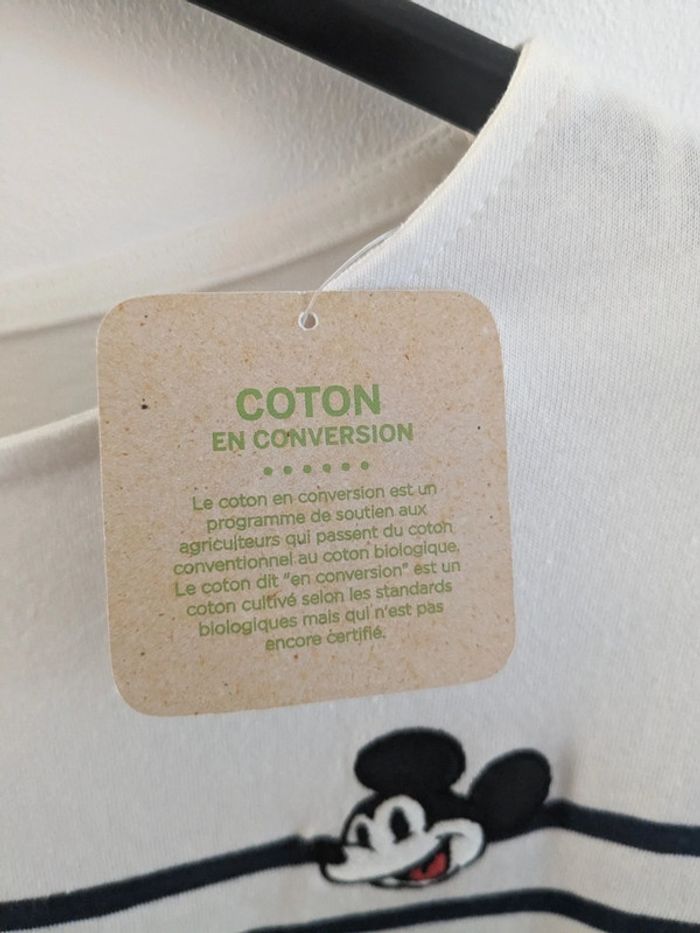 COTON
EN CONVERSION
Le coton en conversion est un
programme de soutien aux
agriculteurs qui passent du coton
conventionnel au coton biologique.
Le coton dit "en conversion" est un
coton cultivé selon les standards
biologiques mais qui n'est pas
encore certifié.